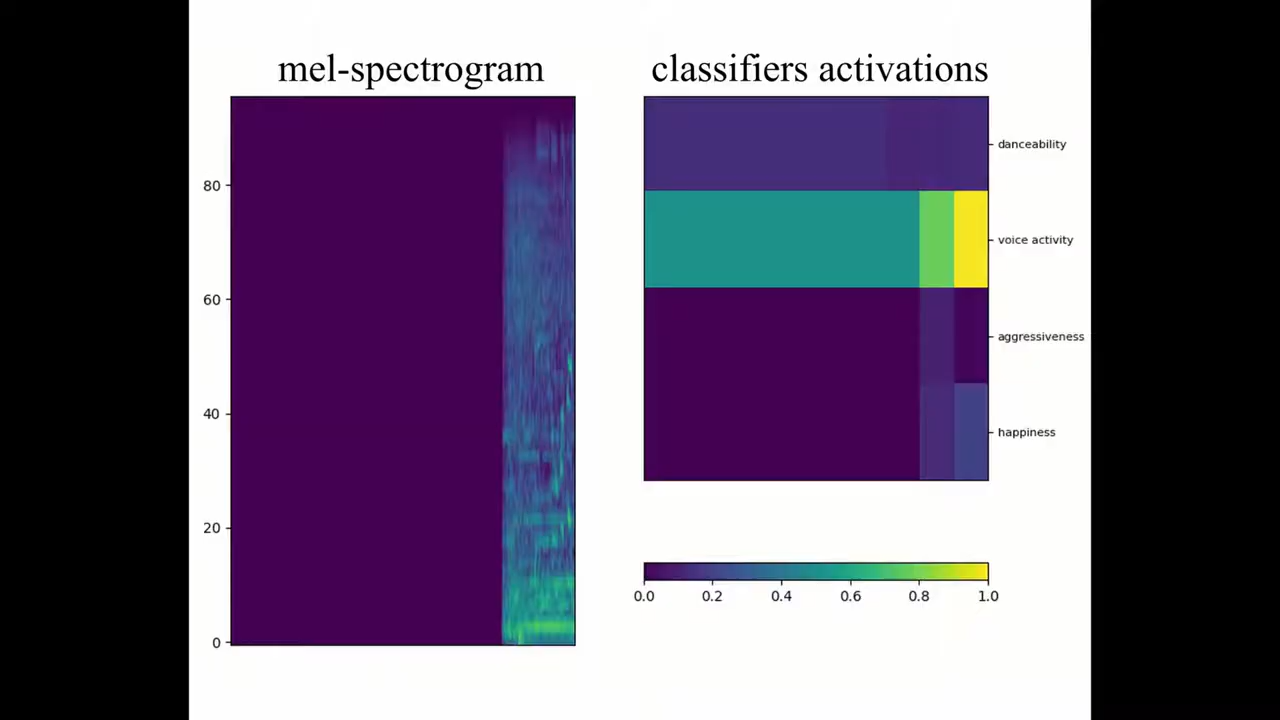 mel-spectrogram
classifiers activations
80
60
40
20
0
danceability
voice activity
aggressiveness
happiness
0.0 0.2 0.4 0.6 0.8 1.0